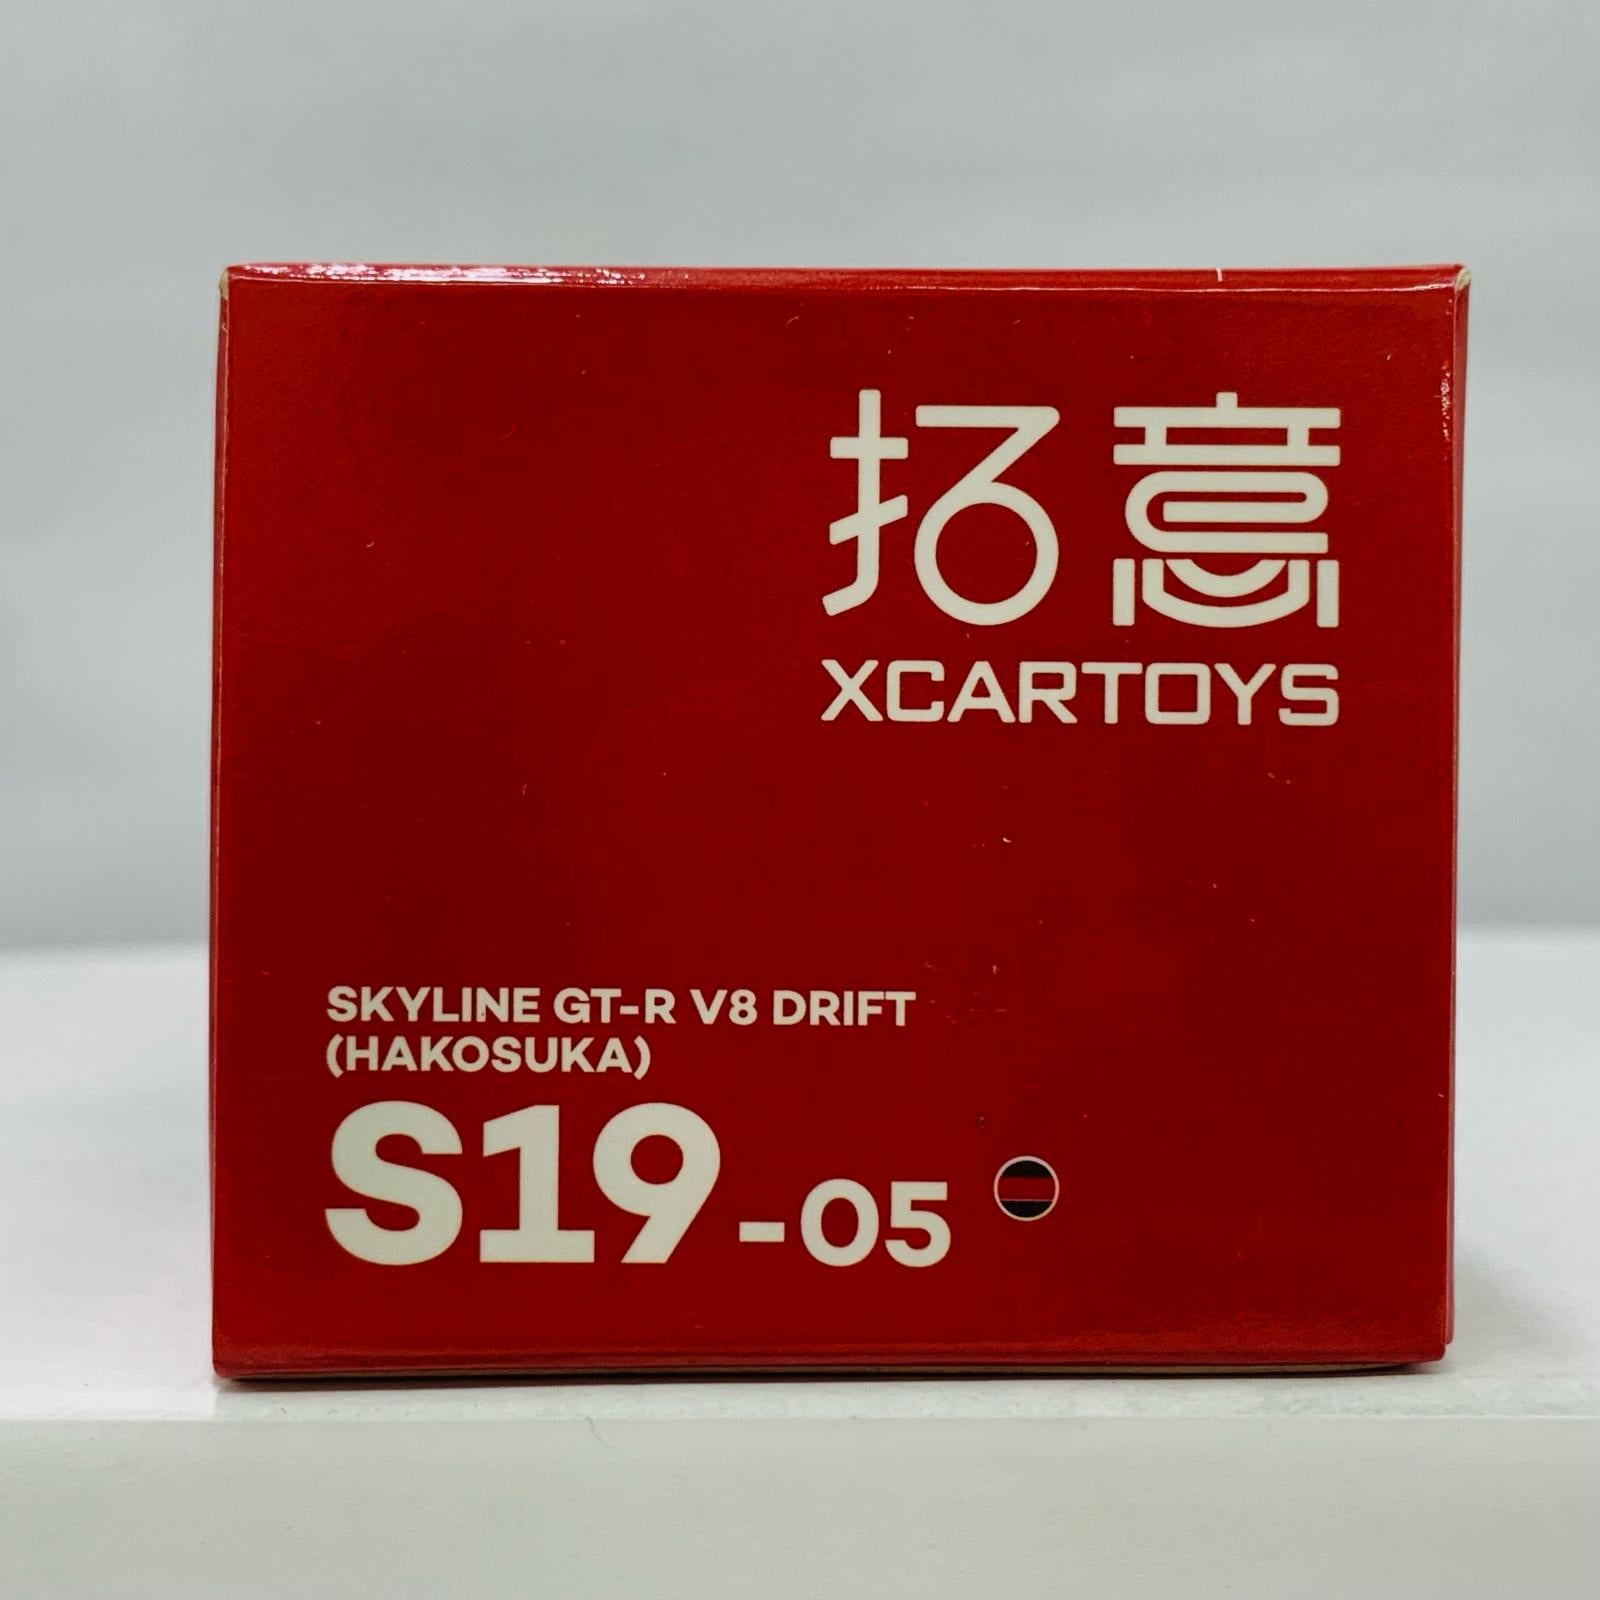 拓意
XCARTOYS
SKYLINE GT-R V8 DRIFT
(HAKOSUKA)
S19-05